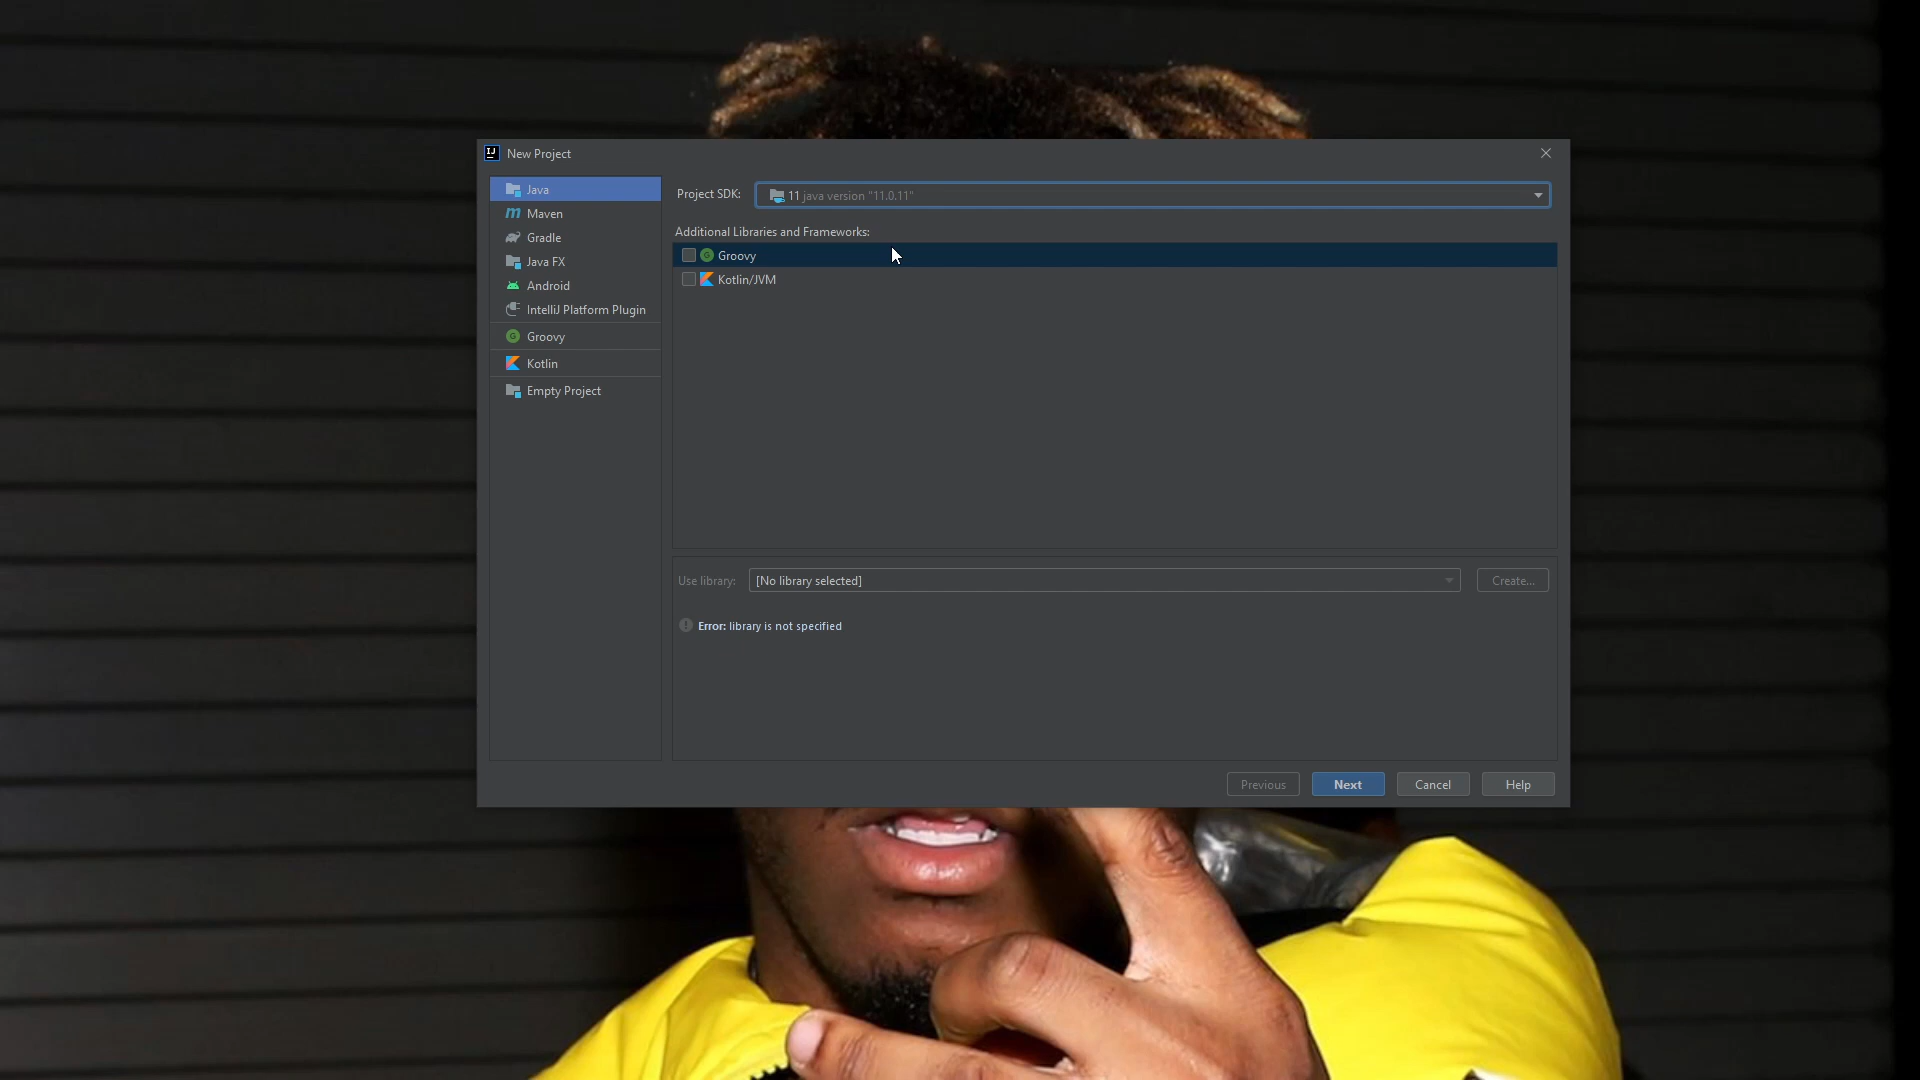 New Project
Java
Maven
Gradle
Java FX
Android
IntelliJ Platform Plugin
Groovy
Kotlin
Empty Project
Project SDK: 11 java version "11.0.11"
Additional Libraries and Frameworks:
Groovy
Kotlin/JVM
Use library: [No library selected] Create...
Error: library is not specified
Previous Next Cancel Help